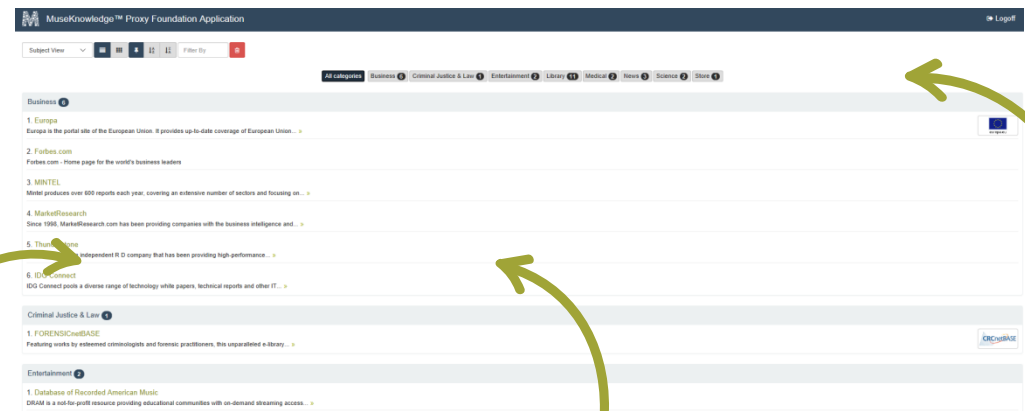 MuseKnowledge™ Proxy Foundation Application
Logoff
Subject View
Filter By
All categories Business 6 Criminal Justice & Law 1 Entertainment 2 Library 11 Medical 2 News 3 Science 2 Store 1
Business 6
1. Europa
Europa is the portal site of the European Union. It provides up-to-date coverage of European Union... »
2. Forbes.com
Forbes.com - Home page for the world's business leaders
3. MINTEL
Mintel produces over 600 reports each year, covering an extensive number of sectors and focusing on... »
4. MarketResearch
Since 1998, MarketResearch.com has been providing companies with the business intelligence and... »
5.
independent R D company that has been providing high-performance... »
6. IDG Connect
IDG Connect pools a diverse range of technology white papers, technical reports and other IT... »
Criminal Justice & Law 1
1. FORENSICnetBASE
Featuring works by esteemed criminologists and forensic practitioners, this unparalleled e-library... »
CRCnetBASE
Entertainment 2
1. Database of Recorded American Music
DRAM is a not-for-profit resource providing educational communities with on-demand streaming access... »